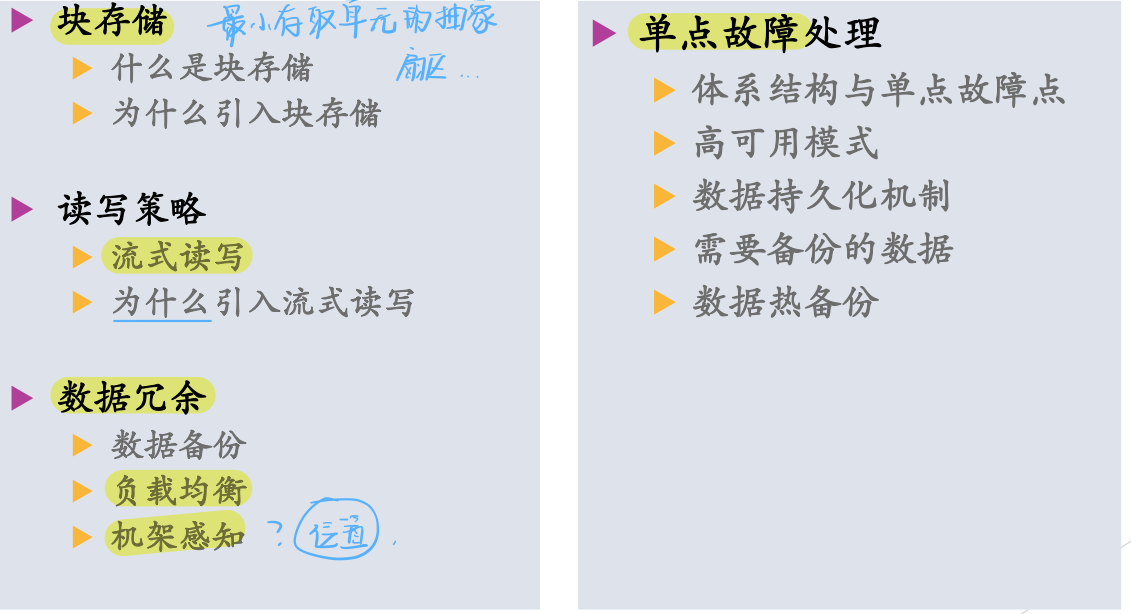 块存储 最小存取单元的抽象
什么是块存储 扇区...
为什么引入块存储
读写策略
流式读写
为什么引入流式读写
数据冗余
数据备份
负载均衡
机架感知 ?
单点故障处理
体系结构与单点故障点
高可用模式
数据持久化机制
需要备份的数据
数据热备份